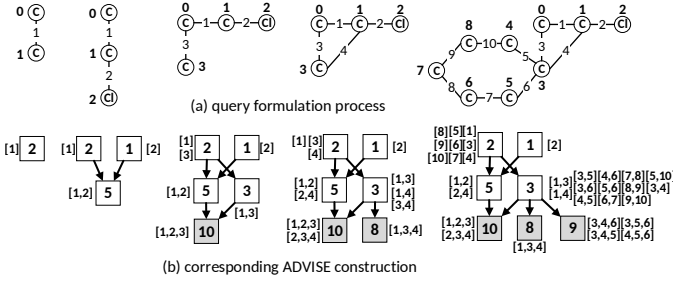 0 C
1
1 C
0 C
1
1 C
2
2 Cl
0 1 2
C 1 C 2 Cl
3
C 3
0 1 2
C 1 C 2 Cl
3 4
3 C
0 1 2
C 1 C 2 Cl
8 4
C 10 C
3 4
9 5
7 C
C
3
8 6
6 5
C 7 C
(a) query formulation process
[1] 2
[1] 2 1 [2]
[1,2] 5
[1]
[3]
2 1 [2]
[1,2] 5 3
[1,3]
[1,2,3] 10
[1][3]
[4]
2 1 [2]
[1,2]
[2,4]
5 3
[1,3]
[1,4]
[3,4]
[1,2,3]
[2,3,4]
10 8 [1,3,4]
[8][5][1]
[9][6][3]
[10][7][4]
2 1 [2]
[1,2]
[2,4]
5 3
[1,3]
[1,4]
[3,5][4,6][7,8][5,10]
[3,6][5,6][8,9][3,4]
[4,5][6,7][9,10]
[1,2,3]
[2,3,4]
10 8 9
[1,3,4]
[3,4,6][3,5,6]
[3,4,5][4,5,6]
(b) corresponding ADVISE construction